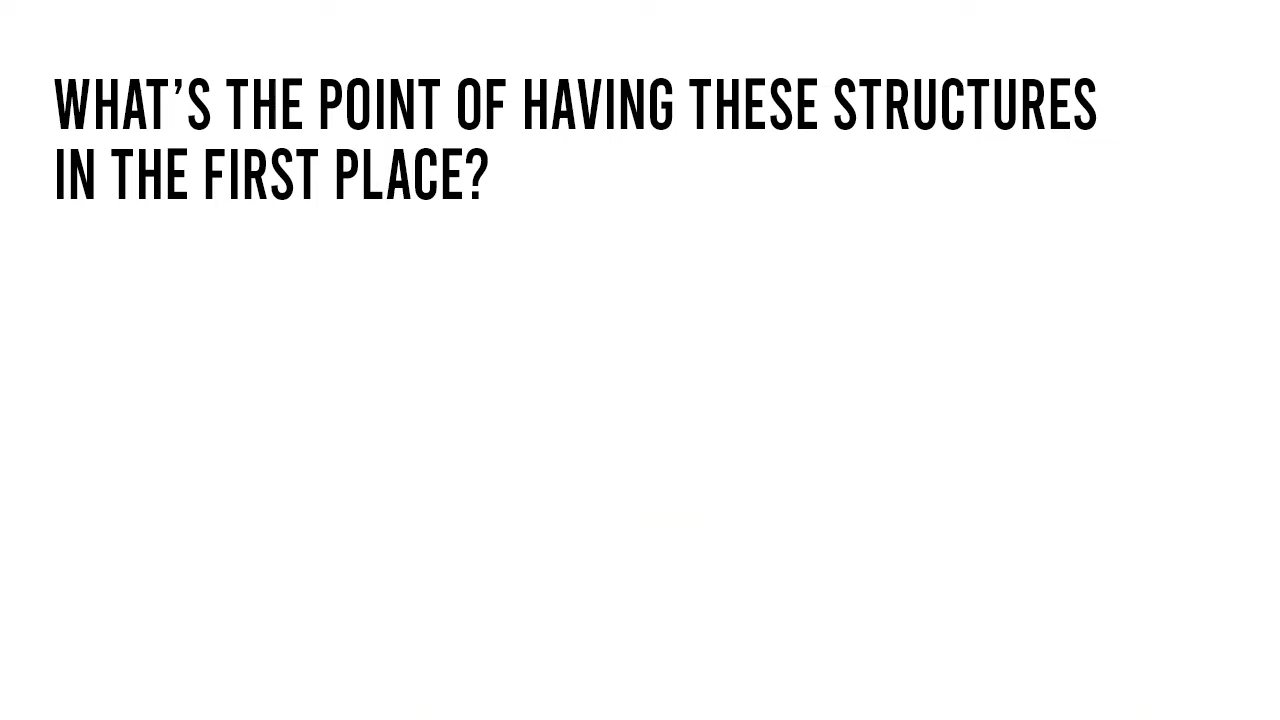 WHAT’S THE POINT OF HAVING THESE STRUCTURES
IN THE FIRST PLACE?